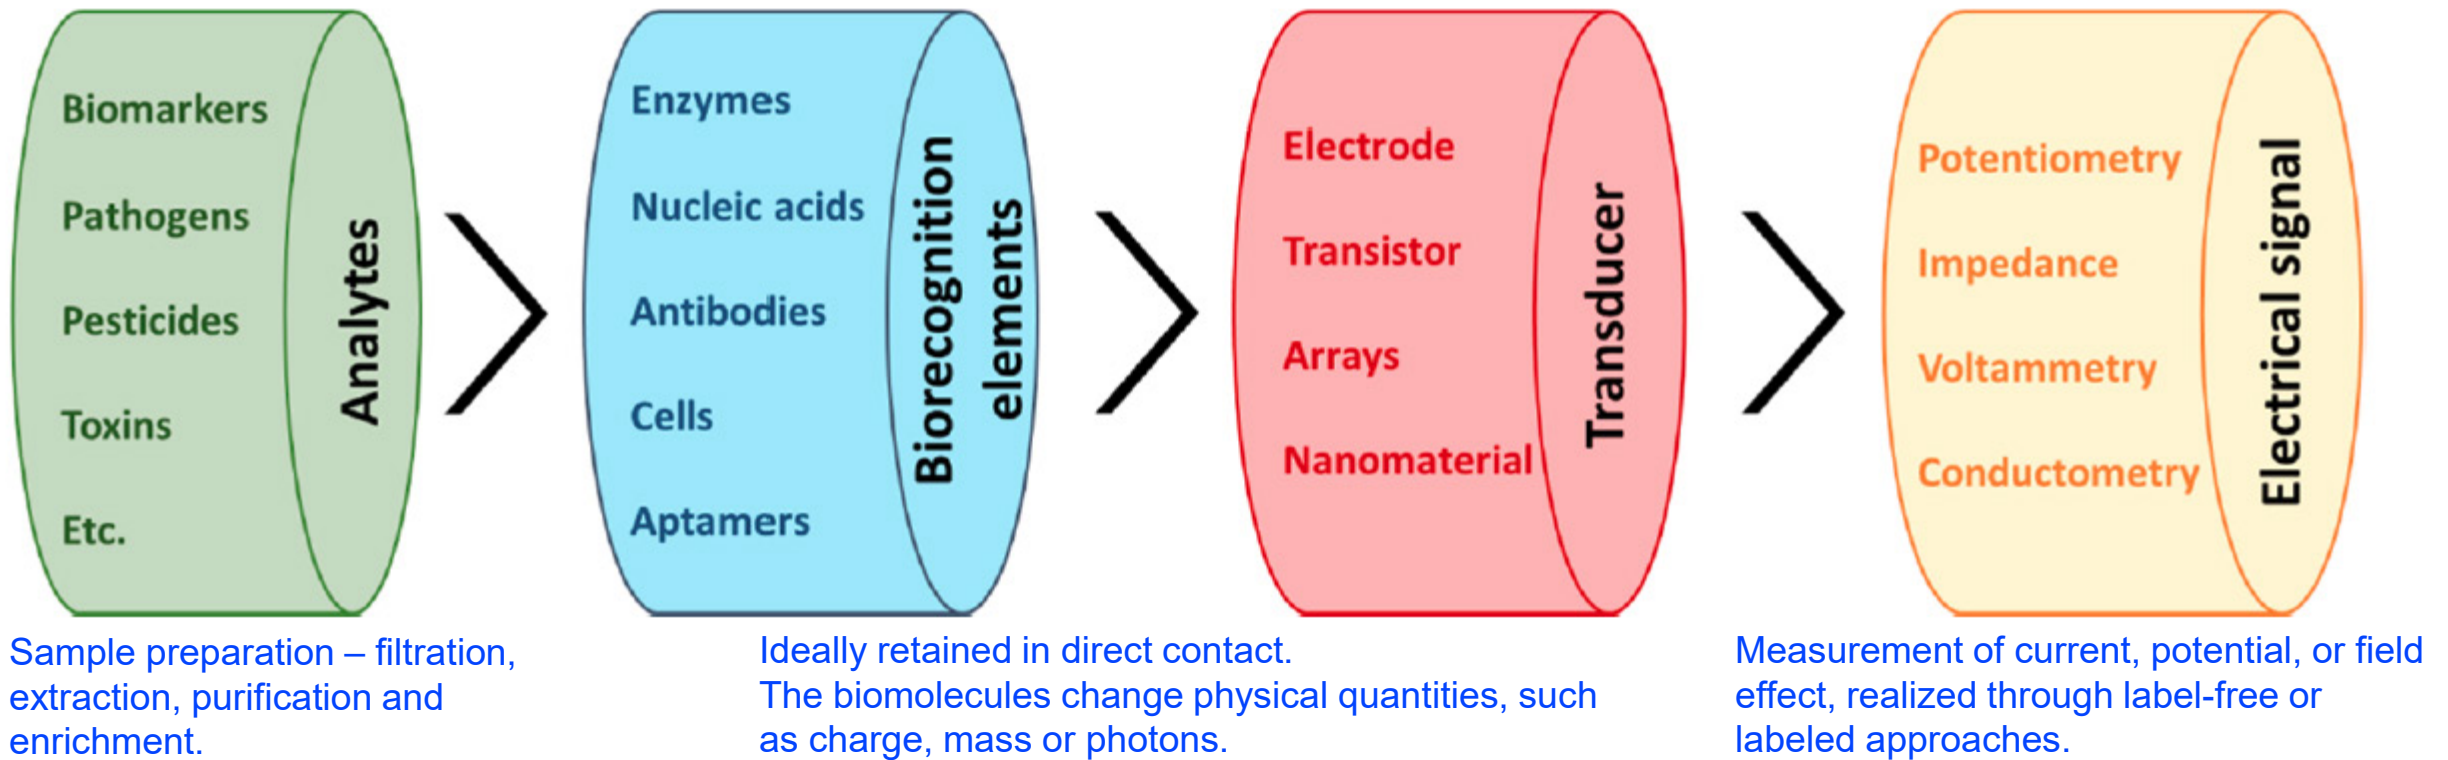 Biomarkers
Pathogens
Pesticides
Toxins
Etc.
Analytes
Enzymes
Nucleic acids
Antibodies
Cells
Aptamers
Biorecognition
elements
Electrode
Transistor
Arrays
Nanomaterial
Transducer
Potentiometry
Impedance
Voltammetry
Conductometry
Electrical signal
Sample preparation – filtration,
extraction, purification and
enrichment.
Ideally retained in direct contact.
The biomolecules change physical quantities, such
as charge, mass or photons.
Measurement of current, potential, or field
effect, realized through label-free or
labeled approaches.